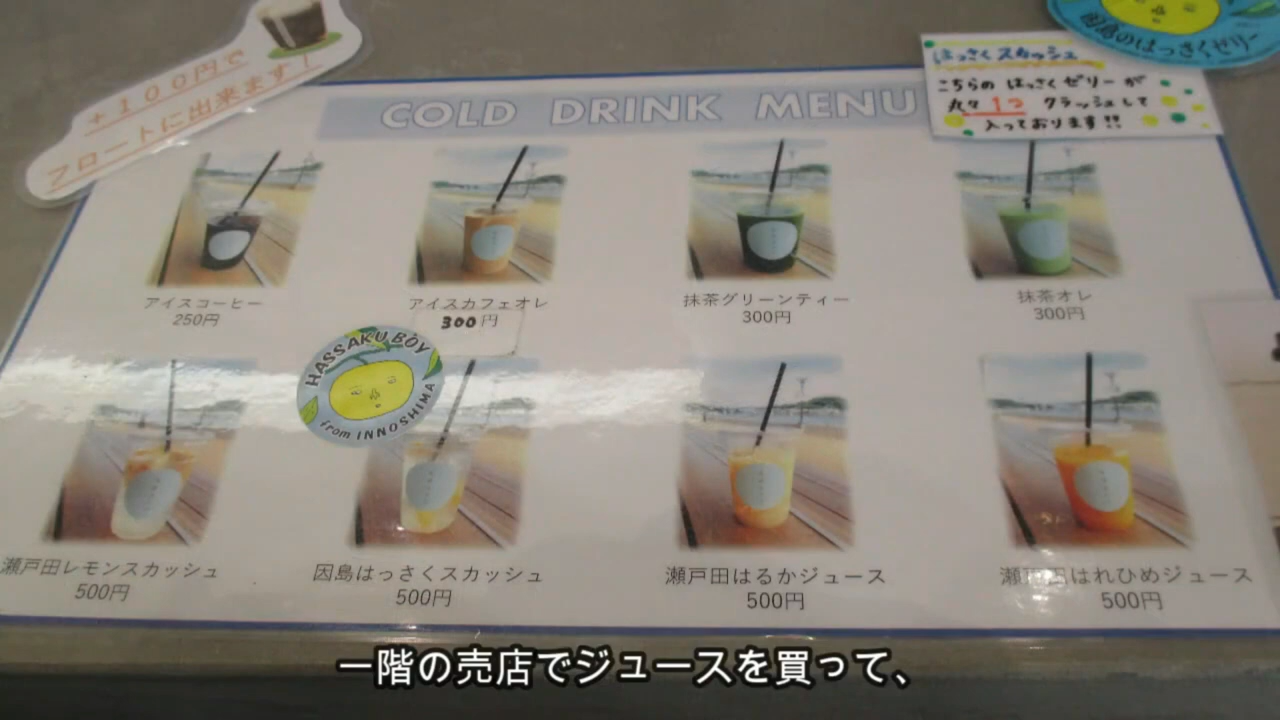 +100円で
フロートに出来ます!
因島のはっさくゼリー
はっさくスカッシュ
こちらの はっさくゼリーが
丸々 1つ クラッシュして
入っております!!
COLD DRINK MENU
アイスコーヒー
250円
アイスカフェオレ
300円
抹茶グリーンティー
300円
抹茶オレ
300円
HASSAKU BOY
from INNOSHIMA
瀬戸田レモンスカッシュ
500円
因島はっさくスカッシュ
500円
瀬戸田はるかジュース
500円
瀬戸田はれひめジュース
500円
一階の売店でジュースを買って、